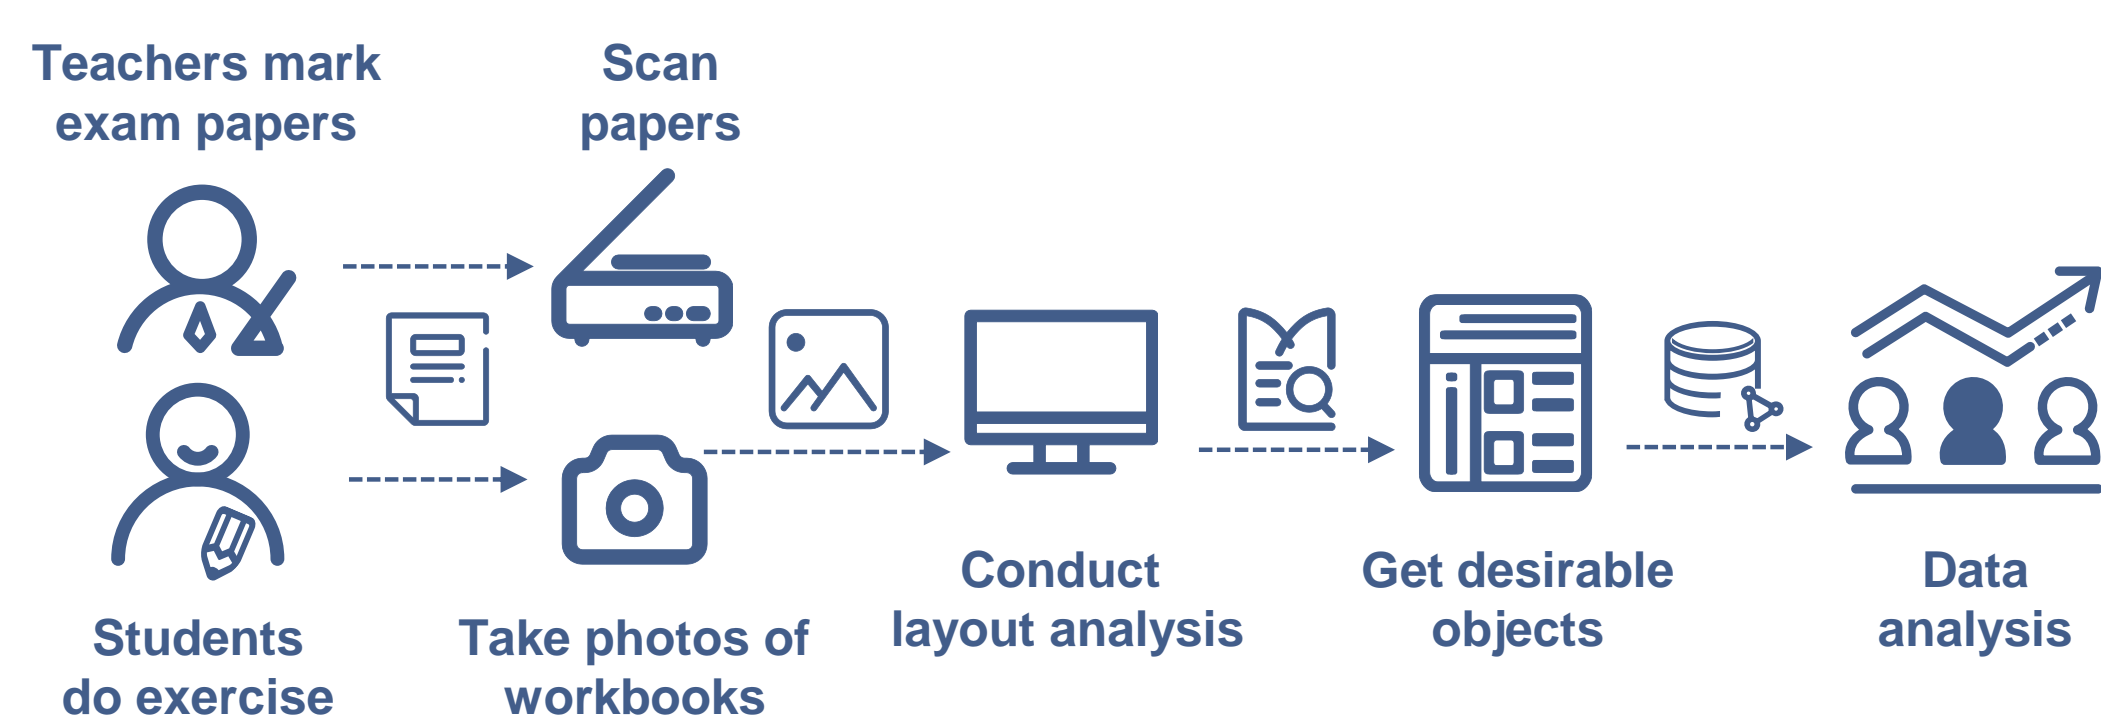 Teachers mark
exam papers
Scan
papers
Students
do exercise
Take photos of
workbooks
Conduct
layout analysis
Get desirable
objects
Data
analysis